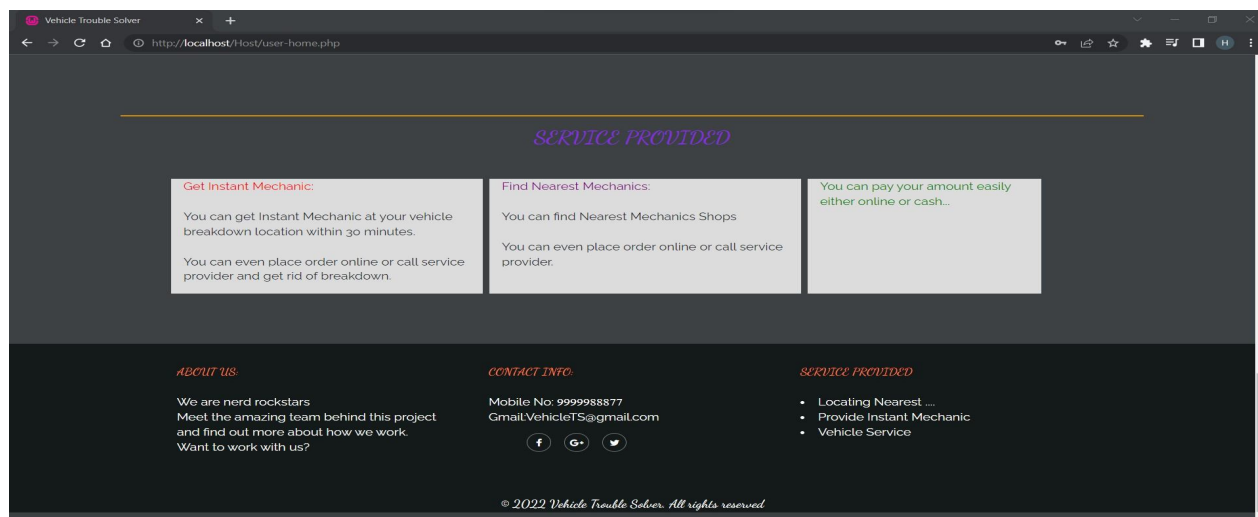 Vehicle Trouble Solver
http://localhost/Host/user-home.php
H
SERVICE PROVIDED
Get Instant Mechanic:
You can get Instant Mechanic at your vehicle
breakdown location within 30 minutes.
You can even place order online or call service
provider and get rid of breakdown.
Find Nearest Mechanics:
You can find Nearest Mechanics Shops
You can even place order online or call service
provider.
You can pay your amount easily
either online or cash...
ABOUT US:
We are nerd rockstars
Meet the amazing team behind this project
and find out more about how we work.
Want to work with us?
CONTACT INFO:
Mobile No: 9999988877
Gmail:VehicleTS@gmail.com
f G+
SERVICE PROVIDED
• Locating Nearest ....
• Provide Instant Mechanic
• Vehicle Service
© 2022 Vehicle Trouble Solver. All rights reserved